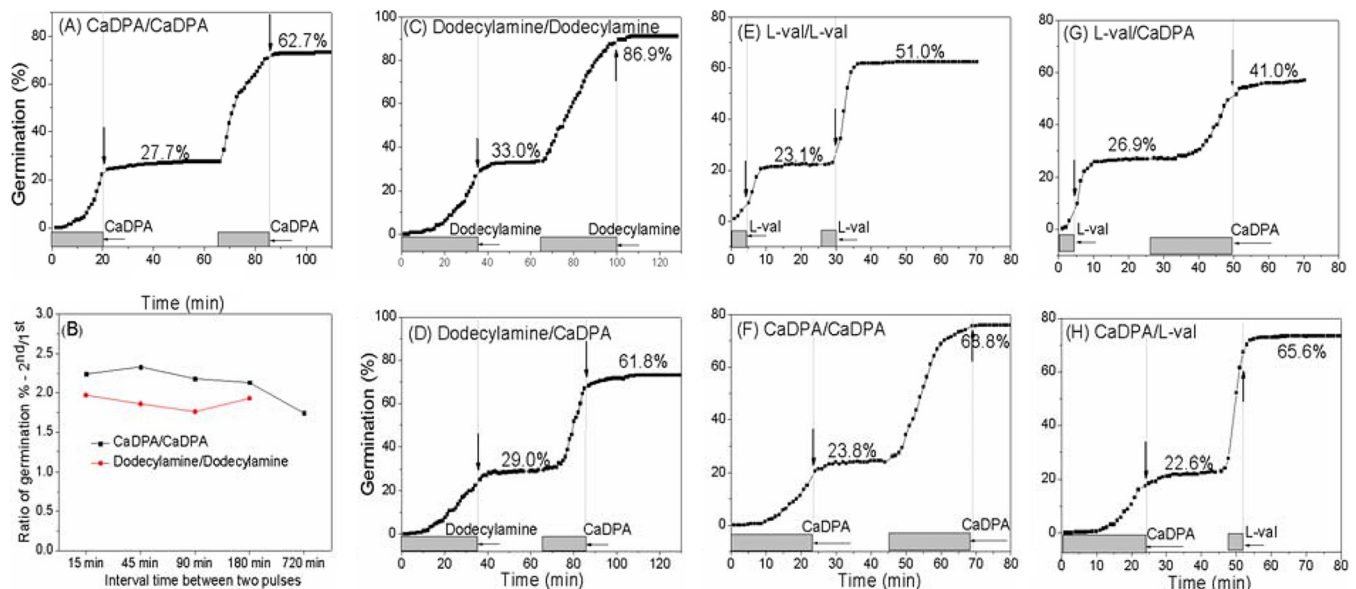 (A) CaDPA/CaDPA
62.7%
27.7%
CaDPA
CaDPA
Germination (%)
80
60
40
20
0
0 20 40 60 80 100
Time (min)
(B)
Ratio of germination % - 2nd/1st
3.0
2.5
2.0
1.5
1.0
0.5
0.0
CaDPA/CaDPA
Dodecylamine/Dodecylamine
15 min 45 min 90 min 180 min 720 min
Interval time between two pulses
(C) Dodecylamine/Dodecylamine
86.9%
33.0%
Dodecylamine
Dodecylamine
100
80
60
40
20
0
0 20 40 60 80 100 120
(D) Dodecylamine/CaDPA
61.8%
29.0%
Dodecylamine
CaDPA
Germination (%)
100
80
60
40
20
0
0 20 40 60 80 100 120
Time (min)
(E) L-val/L-val
51.0%
23.1%
L-val
L-val
80
60
40
20
0
0 10 20 30 40 50 60 70 80
(F) CaDPA/CaDPA
63.8%
23.8%
CaDPA
CaDPA
80
60
40
20
0
0 10 20 30 40 50 60 70 80
Time (min)
(G) L-val/CaDPA
41.0%
26.9%
L-val
CaDPA
80
60
40
20
0
0 10 20 30 40 50 60 70 80
(H) CaDPA/L-val
65.6%
22.6%
CaDPA
L-val
80
60
40
20
0
0 10 20 30 40 50 60 70 80
Time (min)